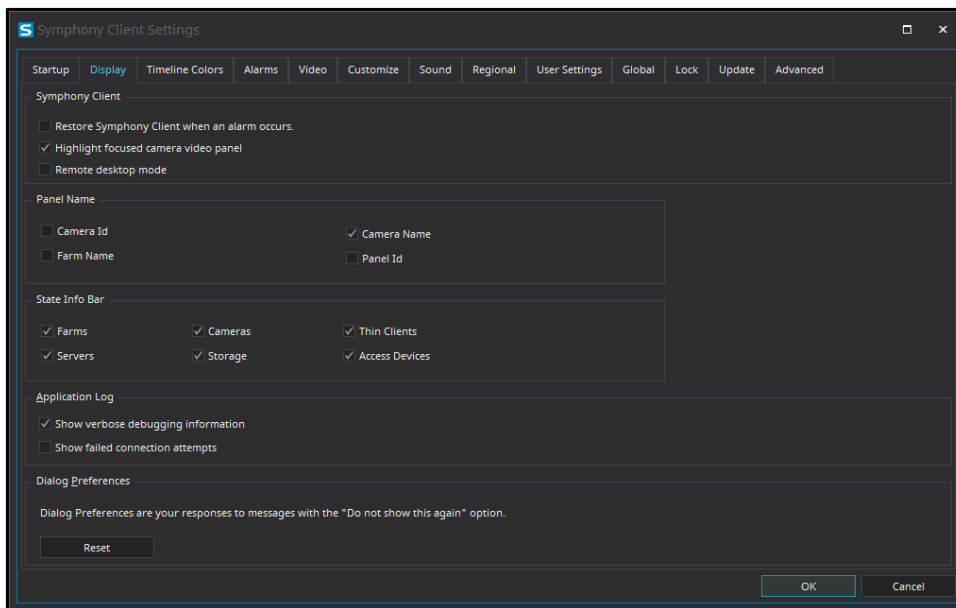 S Symphony Client Settings
Startup Display Timeline Colors Alarms Video Customize Sound Regional User Settings Global Lock Update Advanced
Symphony Client
Restore Symphony Client when an alarm occurs.
Highlight focused camera video panel
Remote desktop mode
Panel Name
Camera Id Camera Name
Farm Name Panel Id
State Info Bar
Farms Cameras Thin Clients
Servers Storage Access Devices
Application Log
Show verbose debugging information
Show failed connection attempts
Dialog Preferences
Dialog Preferences are your responses to messages with the "Do not show this again" option.
Reset
OK Cancel